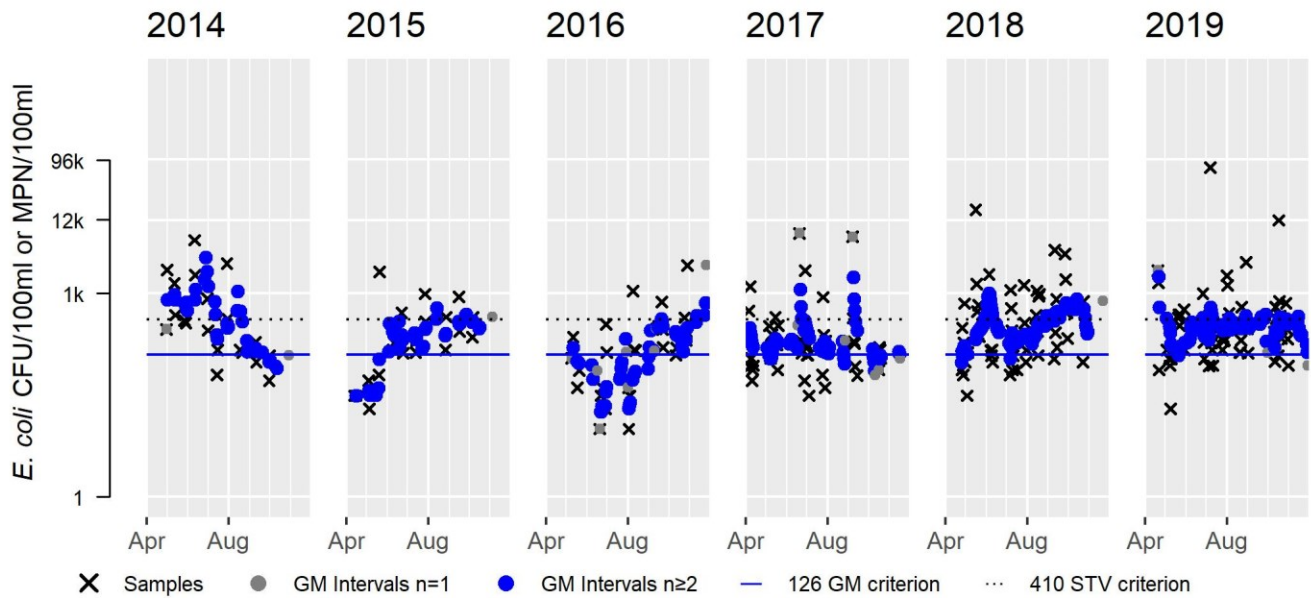 2014 2015 2016 2017 2018 2019
E. coli CFU/100ml or MPN/100ml
96k
12k
1k
1
Apr Aug Apr Aug Apr Aug Apr Aug Apr Aug Apr Aug
Samples GM Intervals n=1 GM Intervals n≥2 126 GM criterion 410 STV criterion